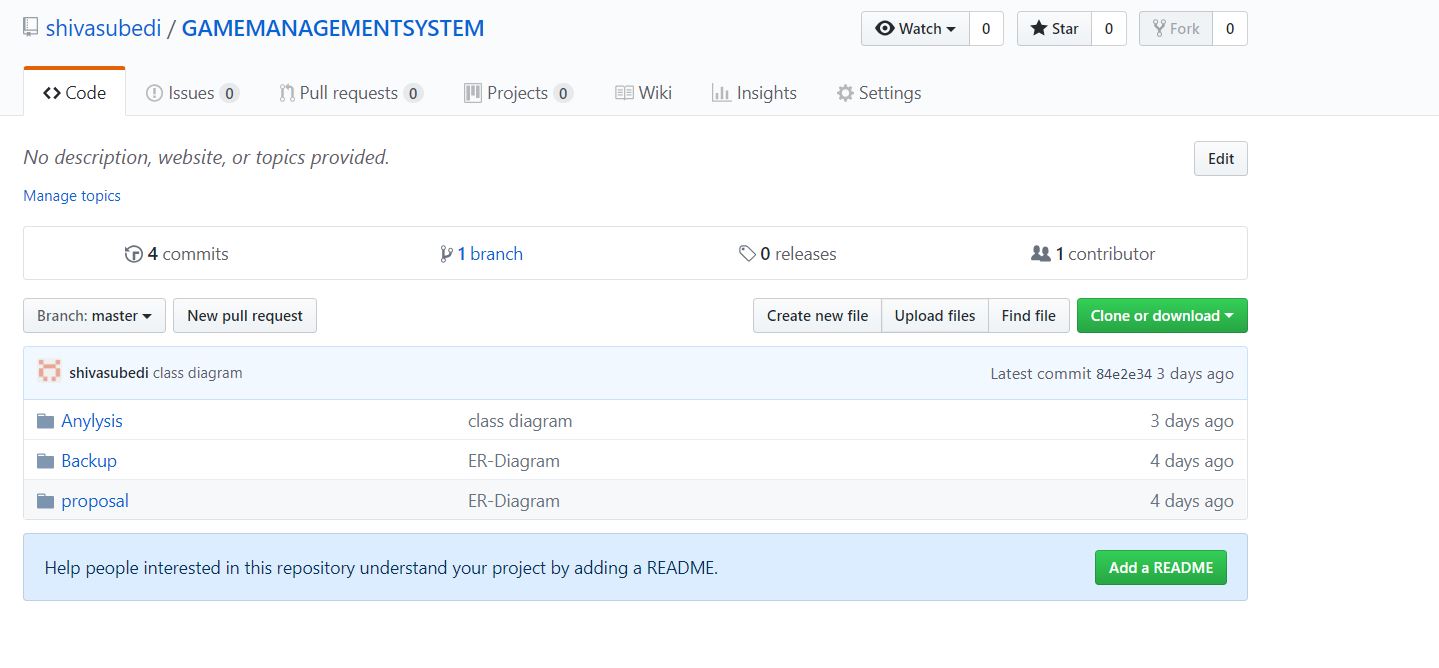 shivasubedi / GAMEMANAGEMENTSYSTEM Watch 0 Star 0 Fork 0
Code Issues 0 Pull requests 0 Projects 0 Wiki Insights Settings
No description, website, or topics provided. Edit
Manage topics
4 commits 1 branch 0 releases 1 contributor
Branch: master New pull request Create new file Upload files Find file Clone or download
shivasubedi class diagram Latest commit 84e2e34 3 days ago
Anylysis class diagram 3 days ago
Backup ER-Diagram 4 days ago
proposal ER-Diagram 4 days ago
Help people interested in this repository understand your project by adding a README. Add a README